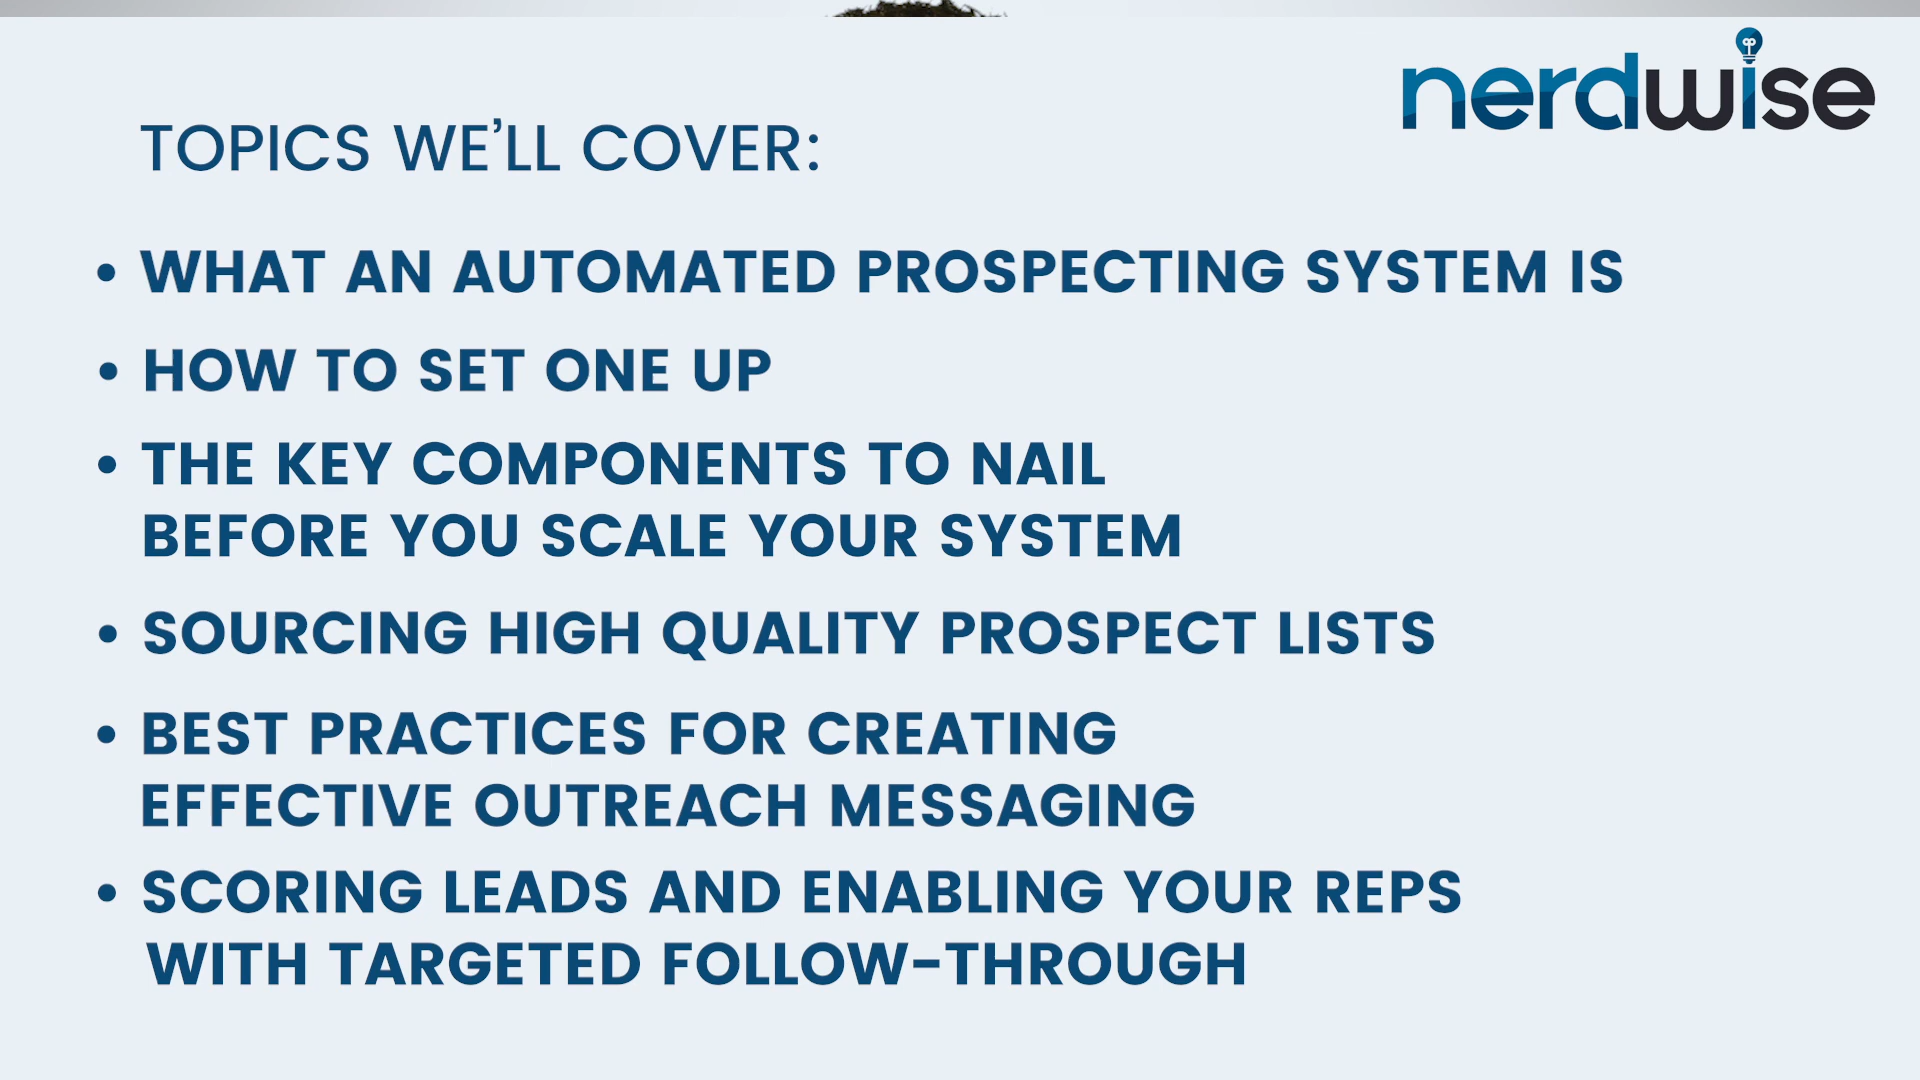 nerdwise
TOPICS WE’LL COVER:
• WHAT AN AUTOMATED PROSPECTING SYSTEM IS
• HOW TO SET ONE UP
• THE KEY COMPONENTS TO NAIL
BEFORE YOU SCALE YOUR SYSTEM
• SOURCING HIGH QUALITY PROSPECT LISTS
• BEST PRACTICES FOR CREATING
EFFECTIVE OUTREACH MESSAGING
• SCORING LEADS AND ENABLING YOUR REPS
WITH TARGETED FOLLOW-THROUGH